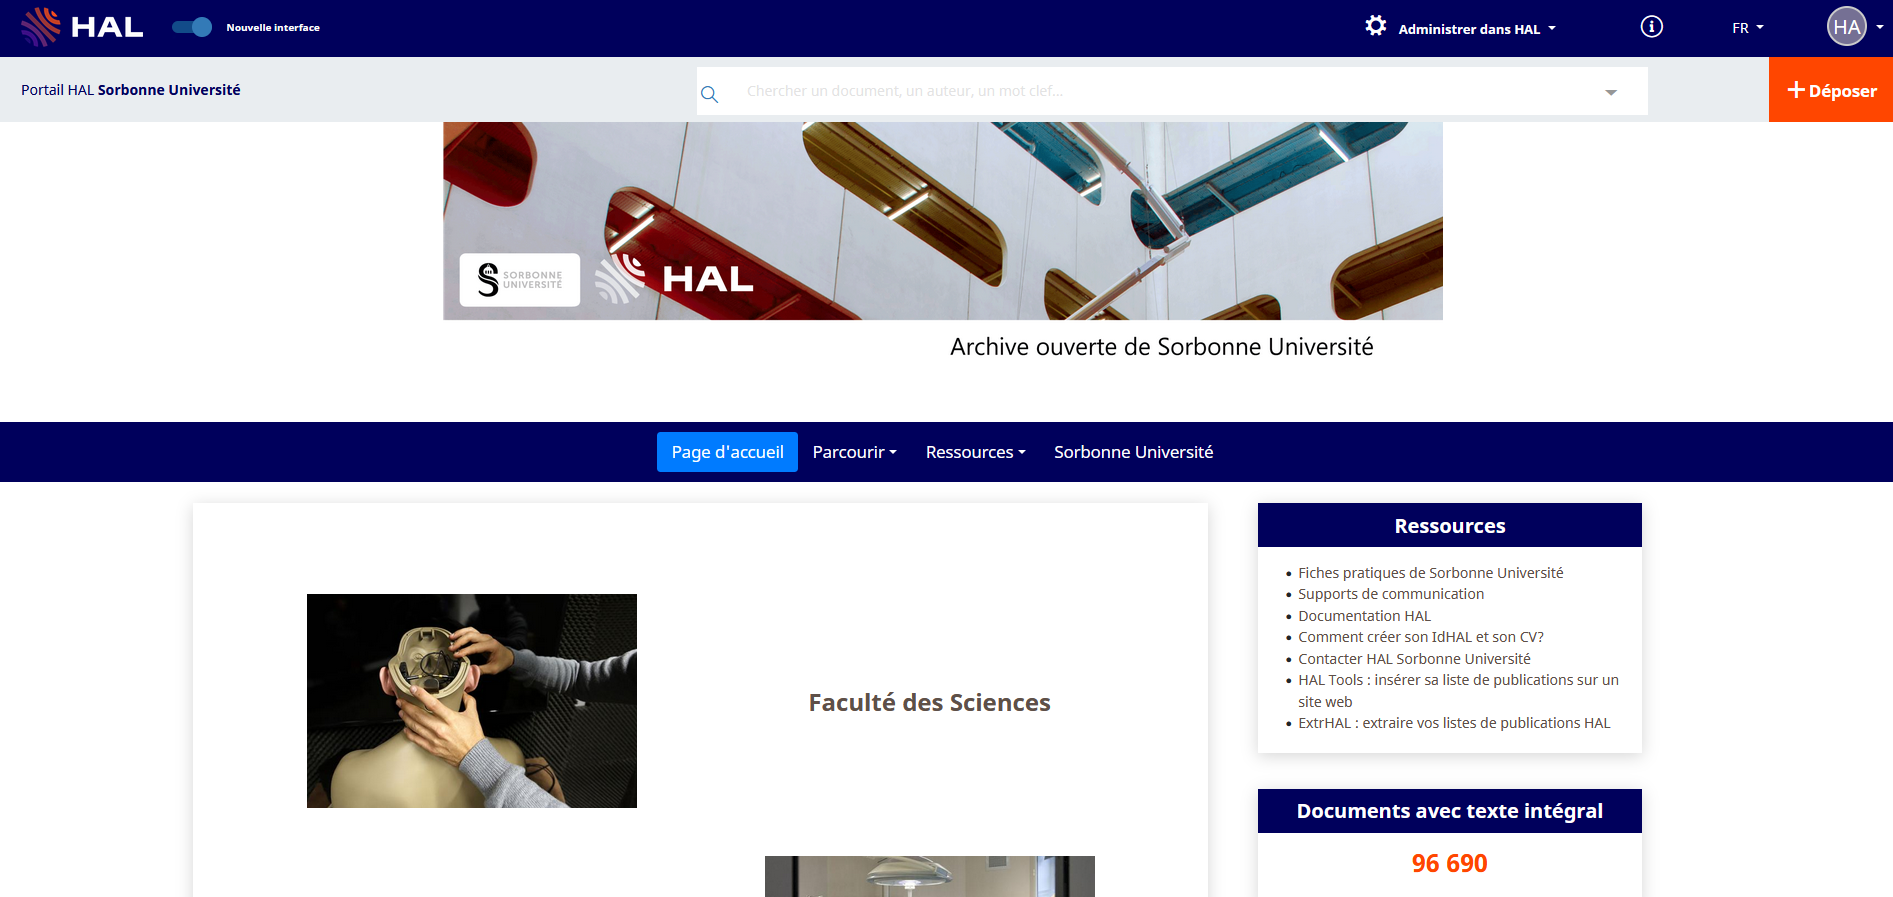 HAL
Nouvelle interface
Administrer dans HAL
FR
HA
Portail HAL Sorbonne Université
Chercher un document, un auteur, un mot clef...
Déposer
SORBONNE
UNIVERSITÉ
HAL
Archive ouverte de Sorbonne Université
Page d'accueil
Parcourir
Ressources
Sorbonne Université
Faculté des Sciences
Ressources
• Fiches pratiques de Sorbonne Université
• Supports de communication
• Documentation HAL
• Comment créer son IdHAL et son CV?
• Contacter HAL Sorbonne Université
• HAL Tools : insérer sa liste de publications sur un
site web
• ExtrHAL : extraire vos listes de publications HAL
Documents avec texte intégral
96 690